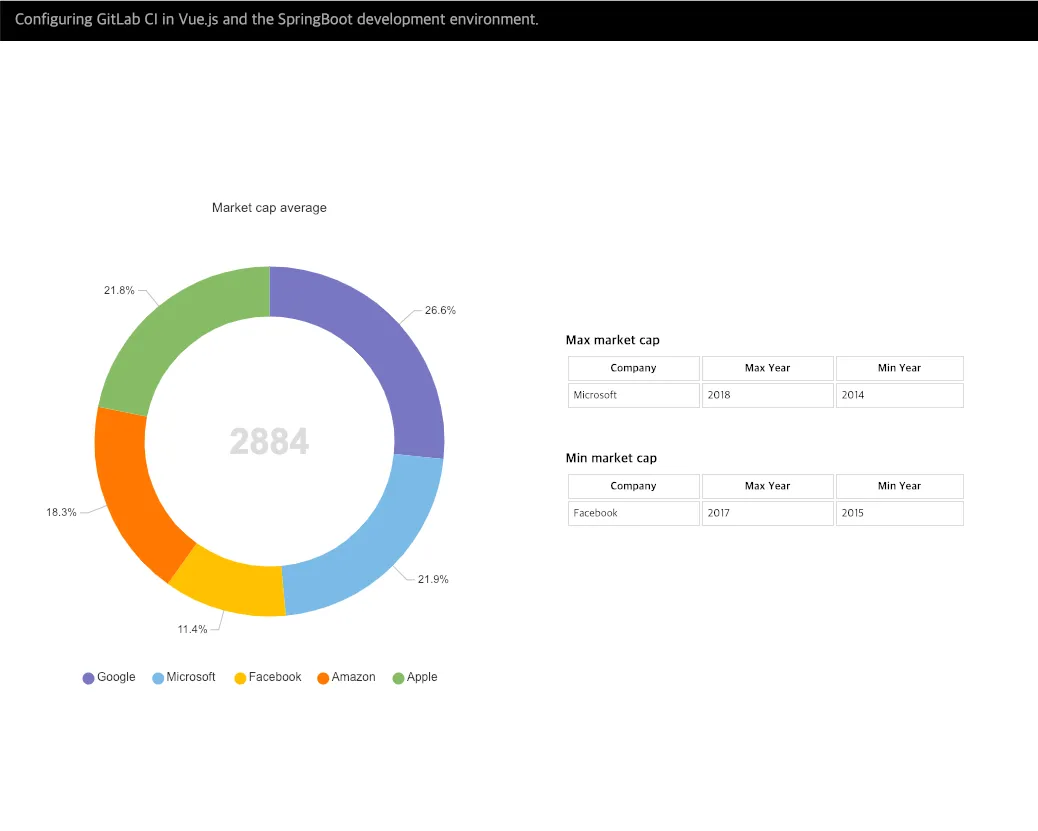 Configuring GitLab CI in Vue.js and the SpringBoot development environment.
Market cap average
21.8%
26.6%
2884
18.3%
21.9%
11.4%
Google Microsoft Facebook Amazon Apple
Max market cap
Company Max Year Min Year
Microsoft 2018 2014
Min market cap
Company Max Year Min Year
Facebook 2017 2015